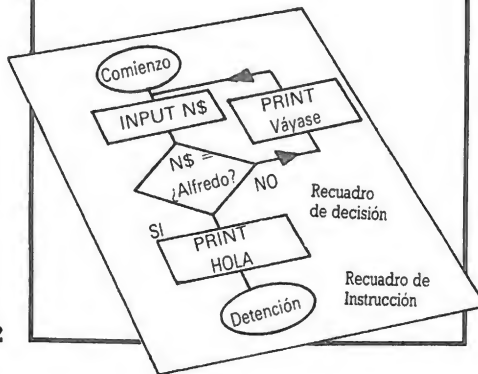 Comienzo
INPUT N$
PRINT
Váyase
N$ =
¿Alfredo?
NO
Recuadro
de decisión
SI
PRINT
HOLA
Recuadro de
Instrucción
Detención
2